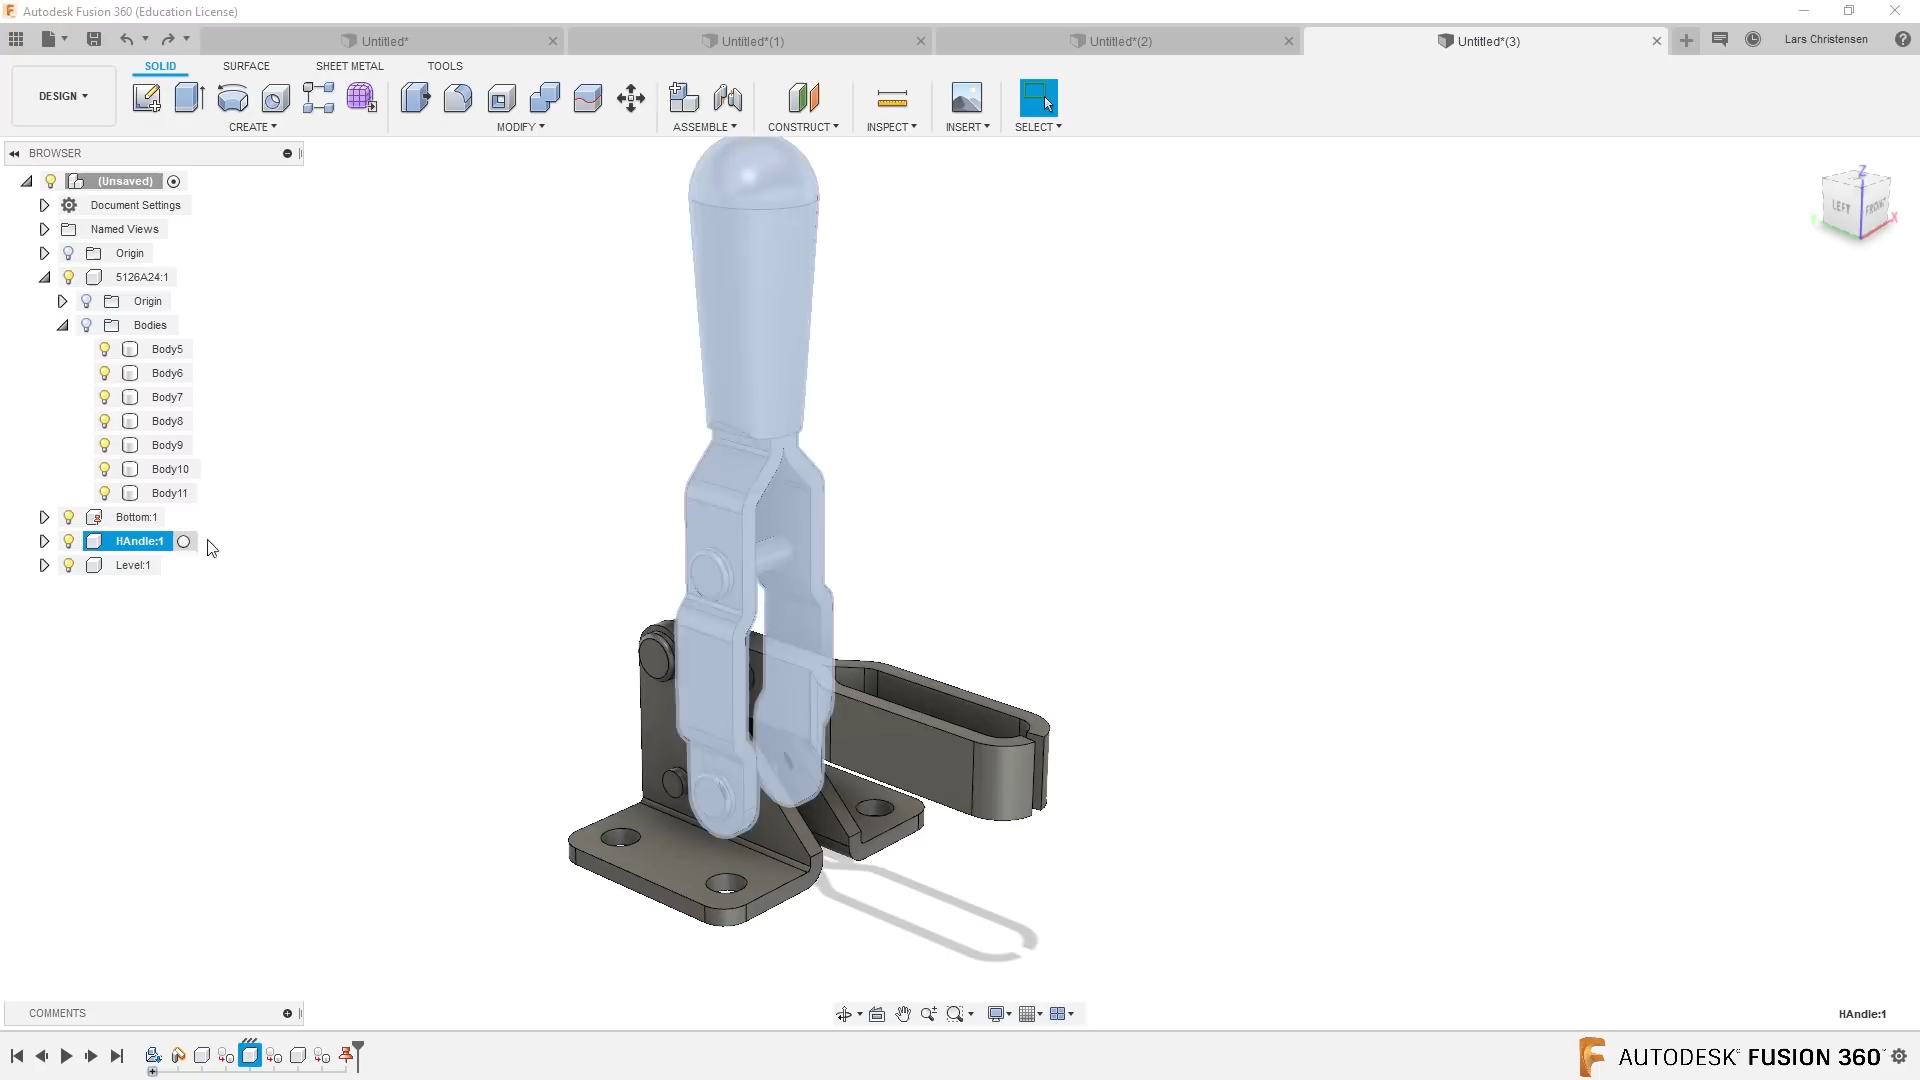 Autodesk Fusion 360 (Education License)
Untitled*
Untitled*(1)
Untitled*(2)
Untitled*(3)
Lars Christensen
SOLID
SURFACE
SHEET METAL
TOOLS
DESIGN
CREATE
MODIFY
ASSEMBLE
CONSTRUCT
INSPECT
INSERT
SELECT
BROWSER
(Unsaved)
Document Settings
Named Views
Origin
5126A24:1
Origin
Bodies
Body5
Body6
Body7
Body8
Body9
Body10
Body11
Bottom:1
HAndle:1
Level:1
Z
LEFT
FRONT
X
Y
COMMENTS
HAndle:1
AUTODESK FUSION 360